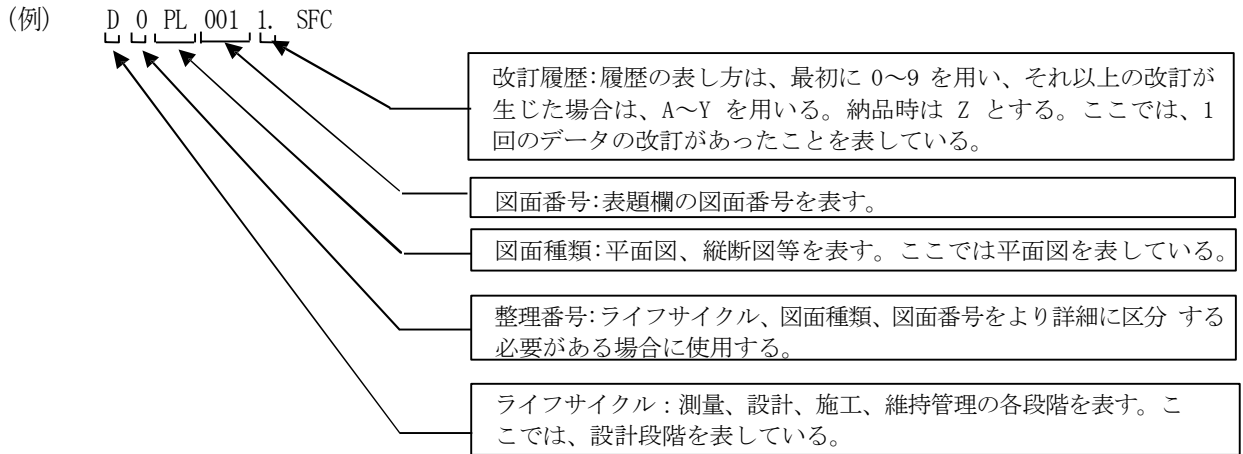 (例) D 0 PL 001 1. SFC
改訂履歴:履歴の表し方は、最初に 0～9 を用い、それ以上の改訂が
生じた場合は、A～Y を用いる。納品時は Z とする。ここでは、1
回のデータの改訂があったことを表している。
図面番号:表題欄の図面番号を表す。
図面種類:平面図、縦断図等を表す。ここでは平面図を表している。
整理番号:ライフサイクル、図面種類、図面番号をより詳細に区分 する
必要がある場合に使用する。
ライフサイクル：測量、設計、施工、維持管理の各段階を表す。こ
こでは、設計段階を表している。